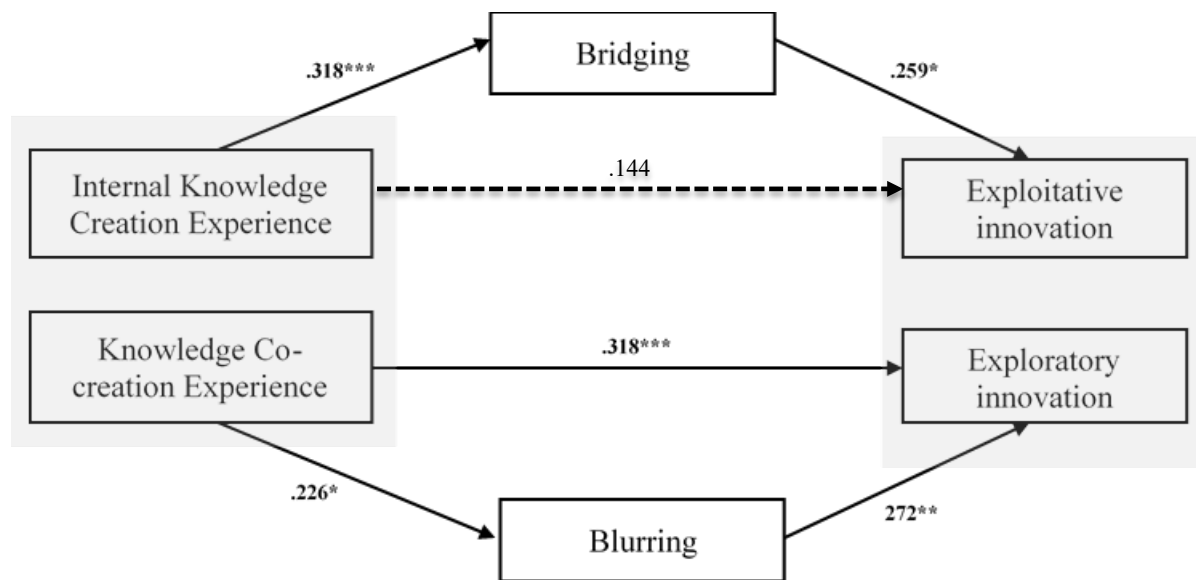 Bridging
.318***
.259*
Internal Knowledge
Creation Experience
.144
Exploitative
innovation
Knowledge Co-
creation Experience
.318***
Exploratory
innovation
.226*
272**
Blurring